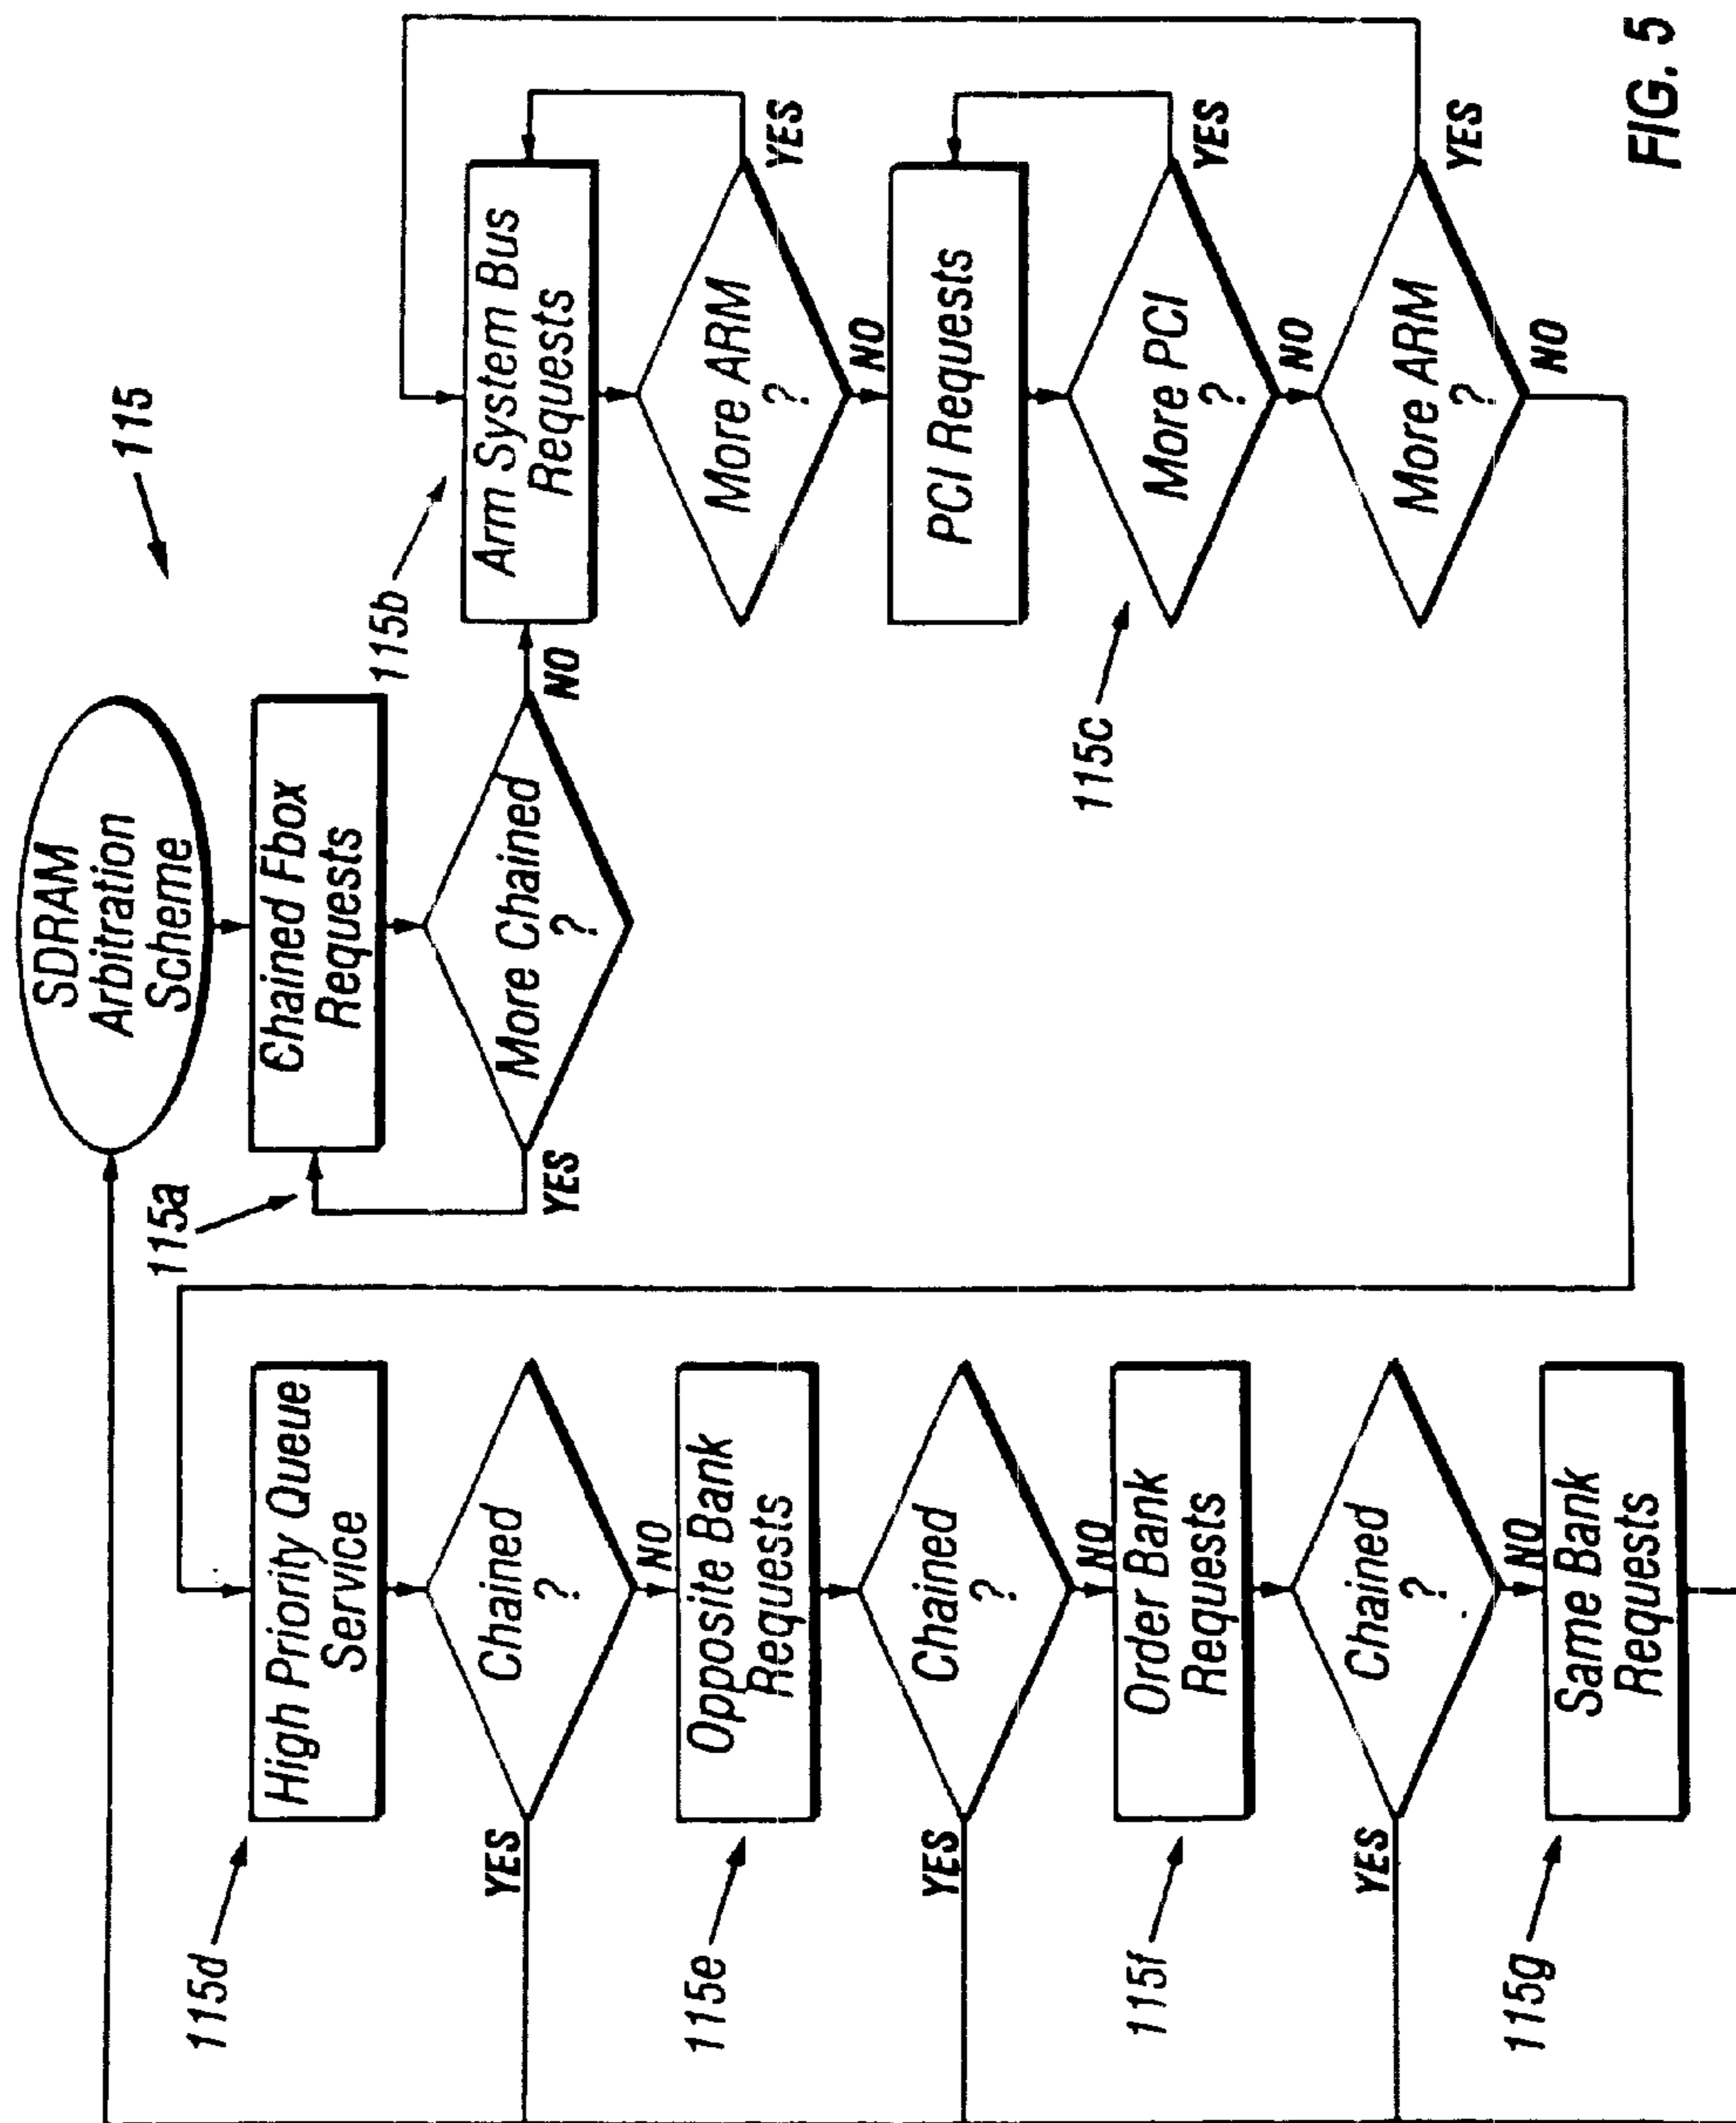 115
SDRAM
Arbitration
Scheme
115a
Chained Fbox
Requests
More Chained
?
YES
NO
115b
Arm System Bus
Requests
More ARM
?
YES
NO
PCI Requests
115c
More PCI
?
YES
NO
More ARM
?
YES
NO
115d
High Priority Queue
Service
Chained
?
YES
NO
115e
Opposite Bank
Requests
Chained
?
YES
NO
115f
Order Bank
Requests
Chained
?
YES
NO
115g
Same Bank
Requests
FIG. 5